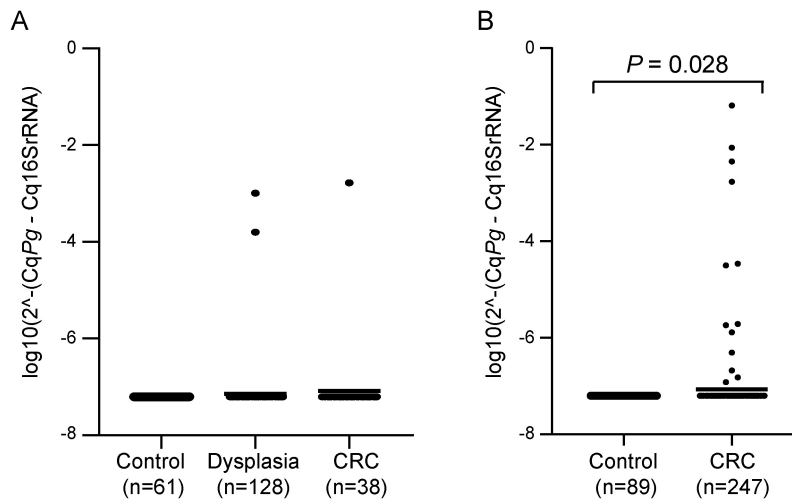 A
log10(2^-(CqPg - Cq16SrRNA)
0
-2
-4
-6
-8
Control
(n=61)
Dysplasia
(n=128)
CRC
(n=38)
B
log10(2^-(CqPg - Cq16SrRNA)
0
-2
-4
-6
-8
P = 0.028
Control
(n=89)
CRC
(n=247)